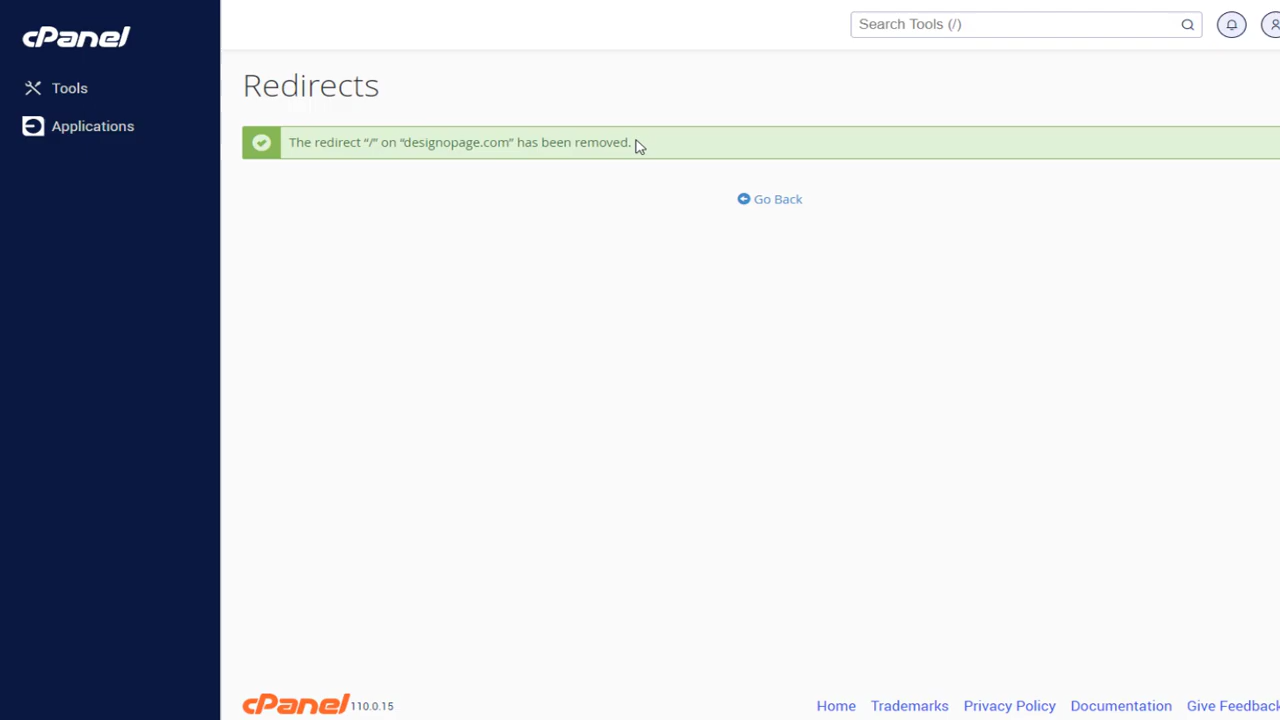 cPanel
Search Tools (/)
Tools
Applications
Redirects
The redirect “/” on “designopage.com” has been removed.
Go Back
cPanel 110.0.15
Home Trademarks Privacy Policy Documentation Give Feedback